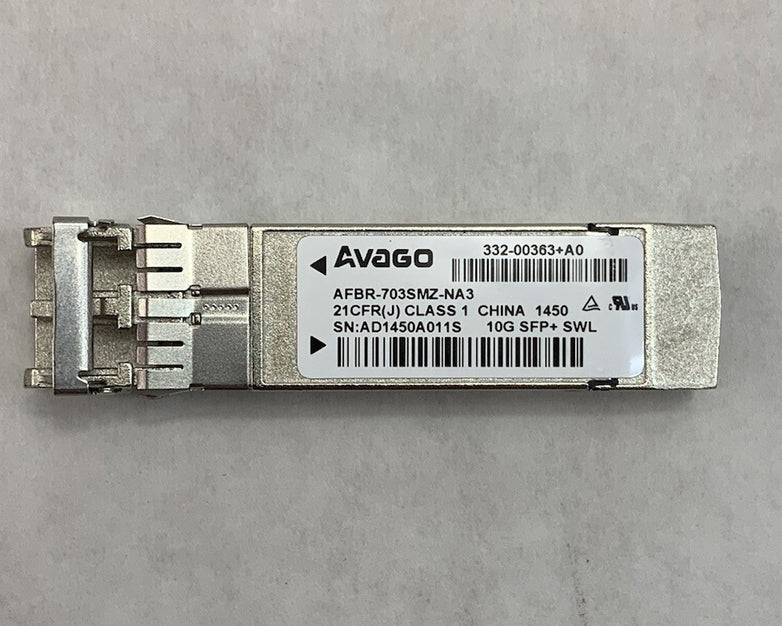 AVAGO 332-00363+A0
AFBR-703SMZ-NA3
21CFR(J) CLASS 1 CHINA 1450
SN:AD1450A011S 10G SFP+ SWL